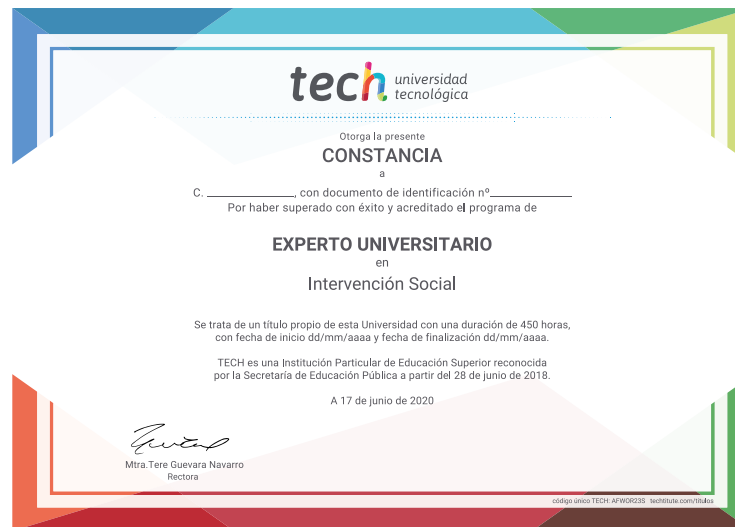 tech universidad
tecnológica
Otorga la presente
CONSTANCIA
a
C. ________________, con documento de identificación nº______________
Por haber superado con éxito y acreditado el programa de
EXPERTO UNIVERSITARIO
en
Intervención Social
Se trata de un título propio de esta Universidad con una duración de 450 horas,
con fecha de inicio dd/mm/aaaa y fecha de finalización dd/mm/aaaa.
TECH es una Institución Particular de Educación Superior reconocida
por la Secretaría de Educación Pública a partir del 28 de junio de 2018.
A 17 de junio de 2020
Mtra.Tere Guevara Navarro
Rectora
código único TECH: AFWOR23S techtitute.com/titulos